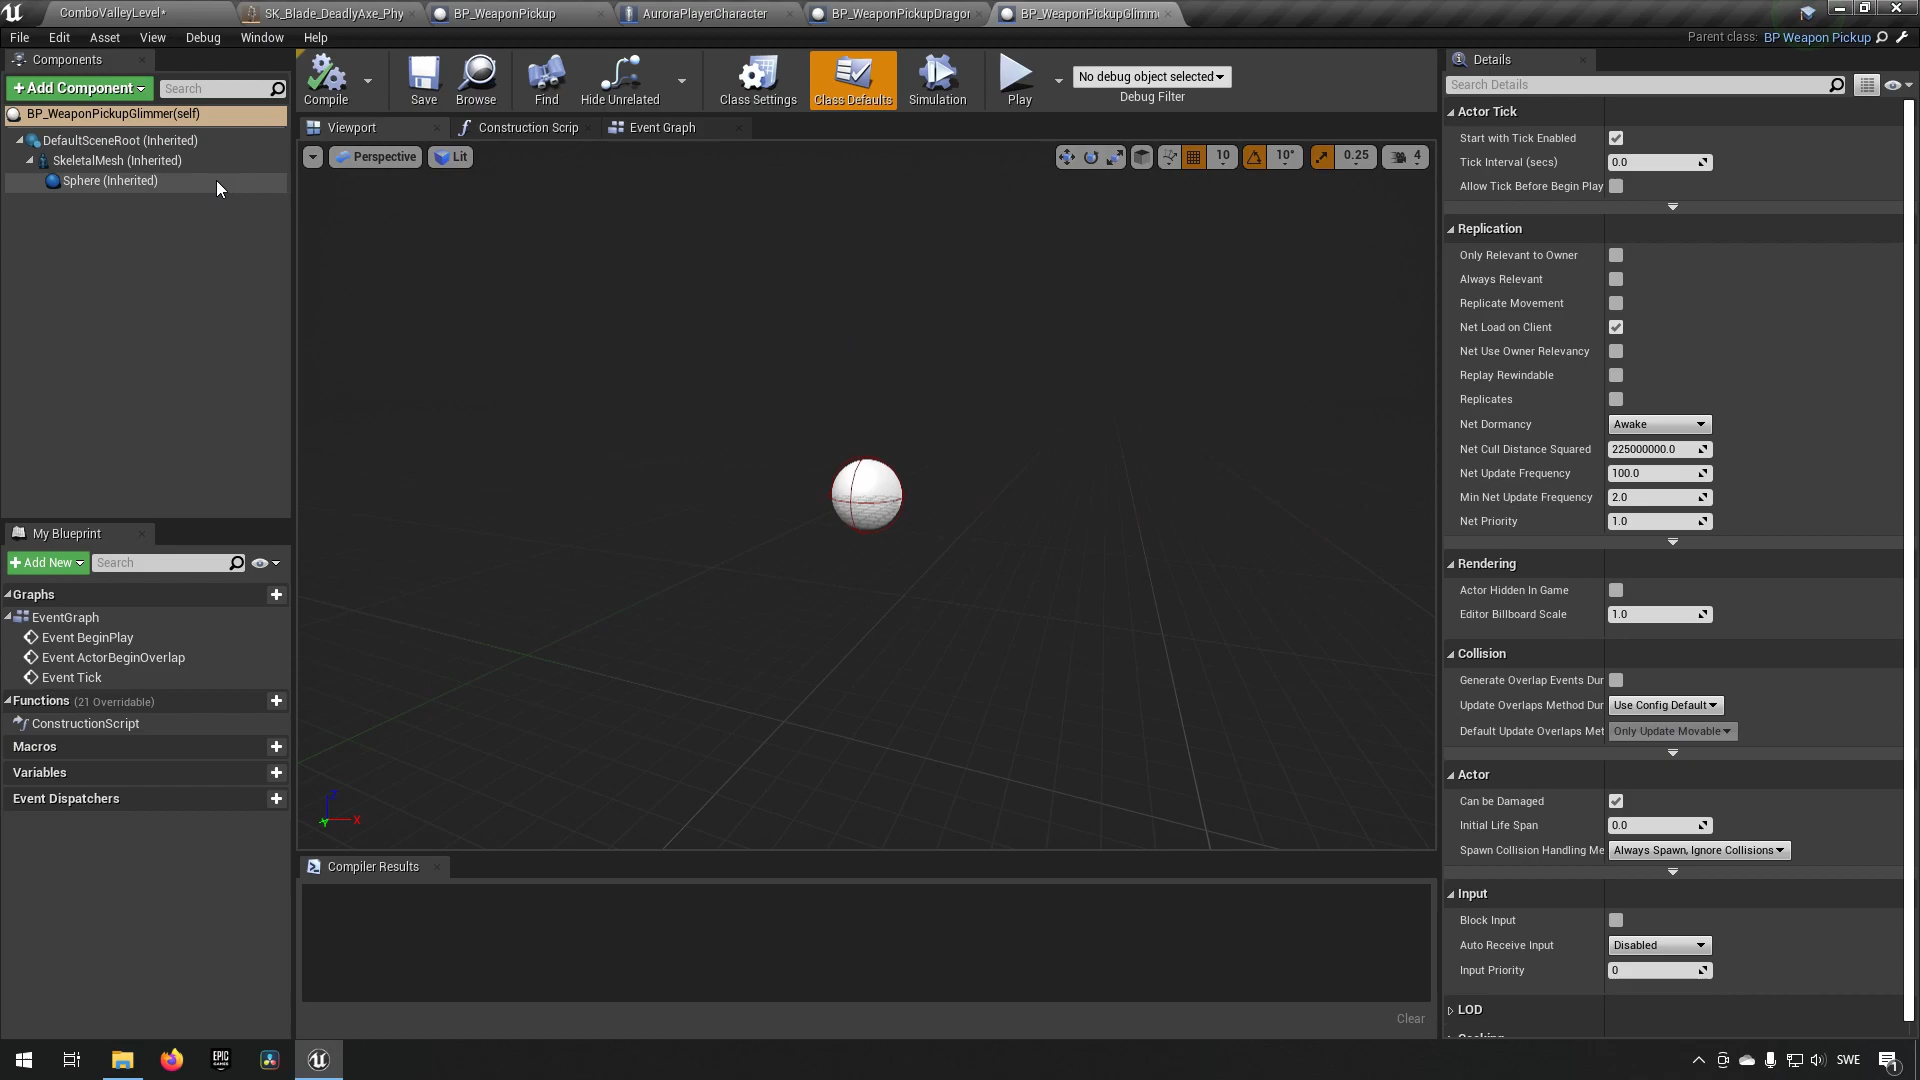 ComboValleyLevel*
SK_Blade_DeadlyAxe_Phy
BP_WeaponPickup
AuroraPlayerCharacter
BP_WeaponPickupDragon
BP_WeaponPickupGlimm
File Edit Asset View Debug Window Help
Parent class: BP Weapon Pickup
Components
+Add Component
Search
BP_WeaponPickupGlimmer(self)
DefaultSceneRoot (Inherited)
SkeletalMesh (Inherited)
Sphere (Inherited)
Compile
Save
Browse
Find
Hide Unrelated
Class Settings
Class Defaults
Simulation
Play
No debug object selected
Debug Filter
Viewport
Construction Scrip
Event Graph
Perspective
Lit
10
10°
0.25
4
Z
X
Y
My Blueprint
+Add New
Search
Graphs
EventGraph
Event BeginPlay
Event ActorBeginOverlap
Event Tick
Functions (21 Overridable)
ConstructionScript
Macros
Variables
Event Dispatchers
Compiler Results
Clear
Details
Search Details
Actor Tick
Start with Tick Enabled
Tick Interval (secs) 0.0
Allow Tick Before Begin Play
Replication
Only Relevant to Owner
Always Relevant
Replicate Movement
Net Load on Client
Net Use Owner Relevancy
Replay Rewindable
Replicates
Net Dormancy Awake
Net Cull Distance Squared 225000000.0
Net Update Frequency 100.0
Min Net Update Frequency 2.0
Net Priority 1.0
Rendering
Actor Hidden In Game
Editor Billboard Scale 1.0
Collision
Generate Overlap Events Dur
Update Overlaps Method Dur Use Config Default
Default Update Overlaps Met Only Update Movable
Actor
Can be Damaged
Initial Life Span 0.0
Spawn Collision Handling Me Always Spawn, Ignore Collisions
Input
Block Input
Auto Receive Input Disabled
Input Priority 0
LOD
EPIC
GAMES
SWE
1